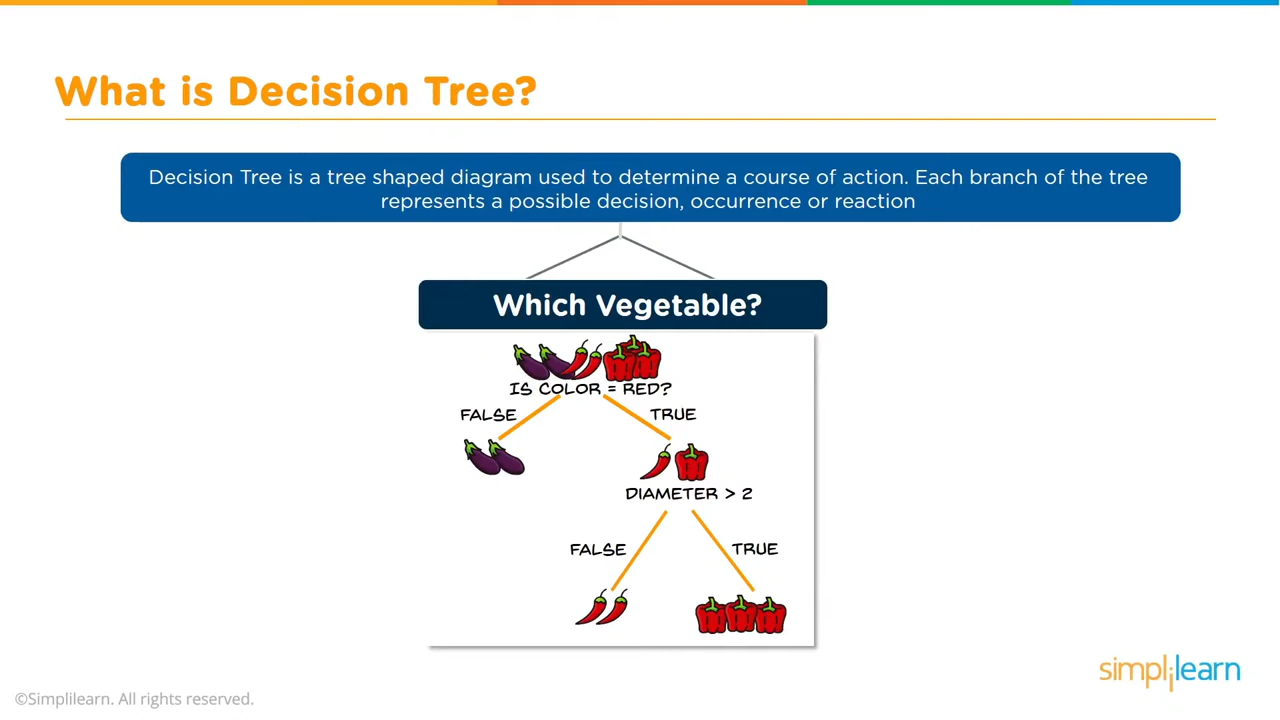 What is Decision Tree?
Decision Tree is a tree shaped diagram used to determine a course of action. Each branch of the tree
represents a possible decision, occurrence or reaction
Which Vegetable?
IS COLOR = RED?
FALSE
TRUE
DIAMETER > 2
FALSE
TRUE
simplilearn
©Simplilearn. All rights reserved.